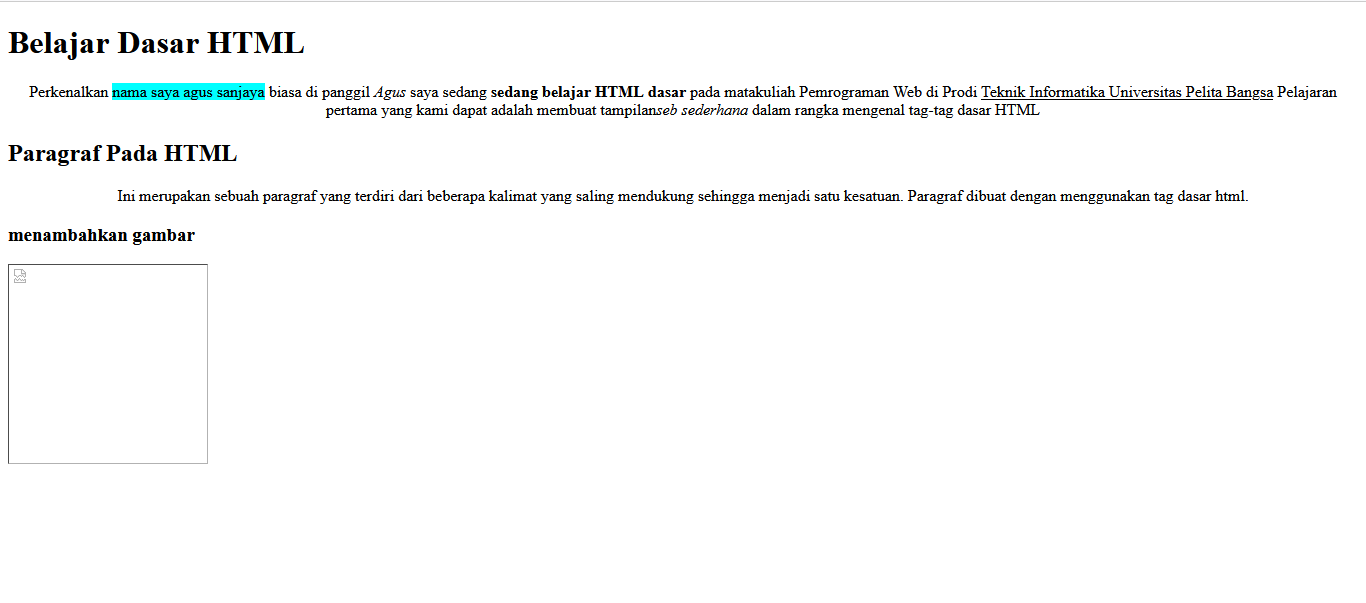 Belajar Dasar HTML
Perkenalkan nama saya agus sanjaya biasa di panggil Agus saya sedang sedang belajar HTML dasar pada matakuliah Pemrograman Web di Prodi Teknik Informatika Universitas Pelita Bangsa Pelajaran
pertama yang kami dapat adalah membuat tampilanseb sederhana dalam rangka mengenal tag-tag dasar HTML
Paragraf Pada HTML
Ini merupakan sebuah paragraf yang terdiri dari beberapa kalimat yang saling mendukung sehingga menjadi satu kesatuan. Paragraf dibuat dengan menggunakan tag dasar html.
menambahkan gambar